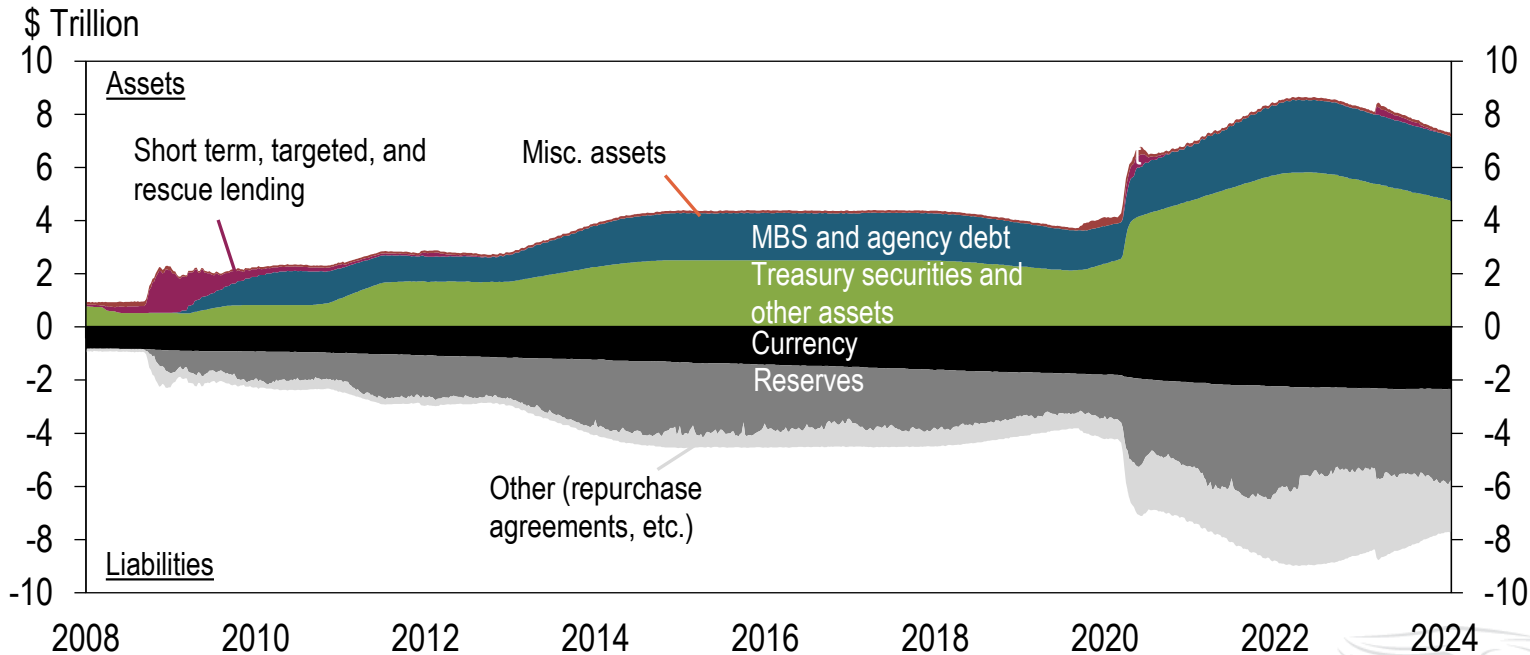 $ Trillion
10 10
Assets
8 8
Short term, targeted, and
rescue lending
Misc. assets
6 6
4 4
MBS and agency debt
2 2
Treasury securities and
other assets
0 0
Currency
Reserves
-2 -2
-4 -4
Other (repurchase
agreements, etc.)
-6 -6
-8 -8
Liabilities
-10 -10
2008 2010 2012 2014 2016 2018 2020 2022 2024